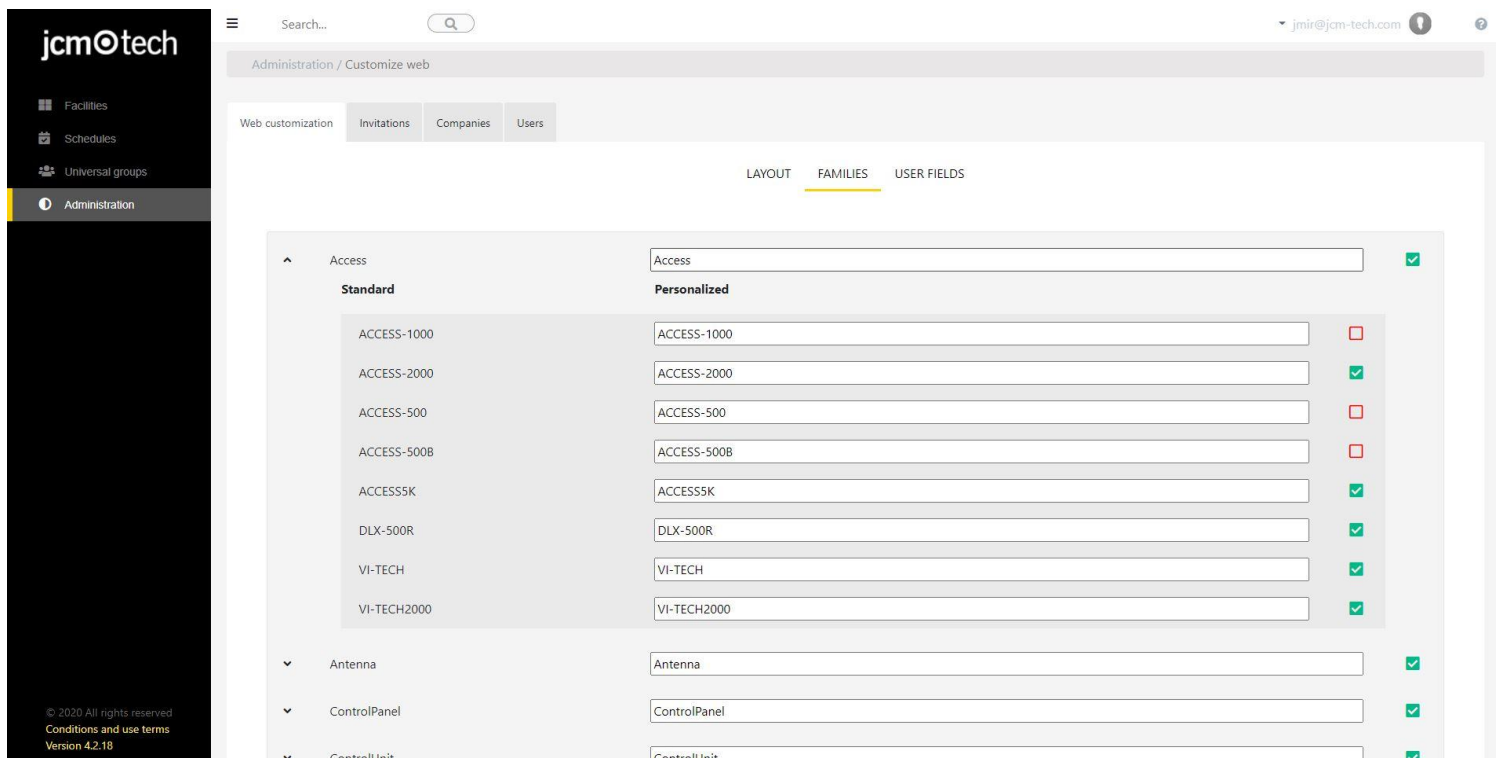 jcm tech
Search...
jmir@jcm-tech.com
Administration / Customize web
Facilities
Schedules
Universal groups
Administration
Web customization Invitations Companies Users
LAYOUT FAMILIES USER FIELDS
Access Access
Standard Personalized
ACCESS-1000 ACCESS-1000
ACCESS-2000 ACCESS-2000
ACCESS-500 ACCESS-500
ACCESS-500B ACCESS-500B
ACCESS5K ACCESS5K
DLX-500R DLX-500R
VI-TECH VI-TECH
VI-TECH2000 VI-TECH2000
Antenna Antenna
ControlPanel ControlPanel
ControlUnit ControlUnit
© 2020 All rights reserved
Conditions and use terms
Version 4.2.18